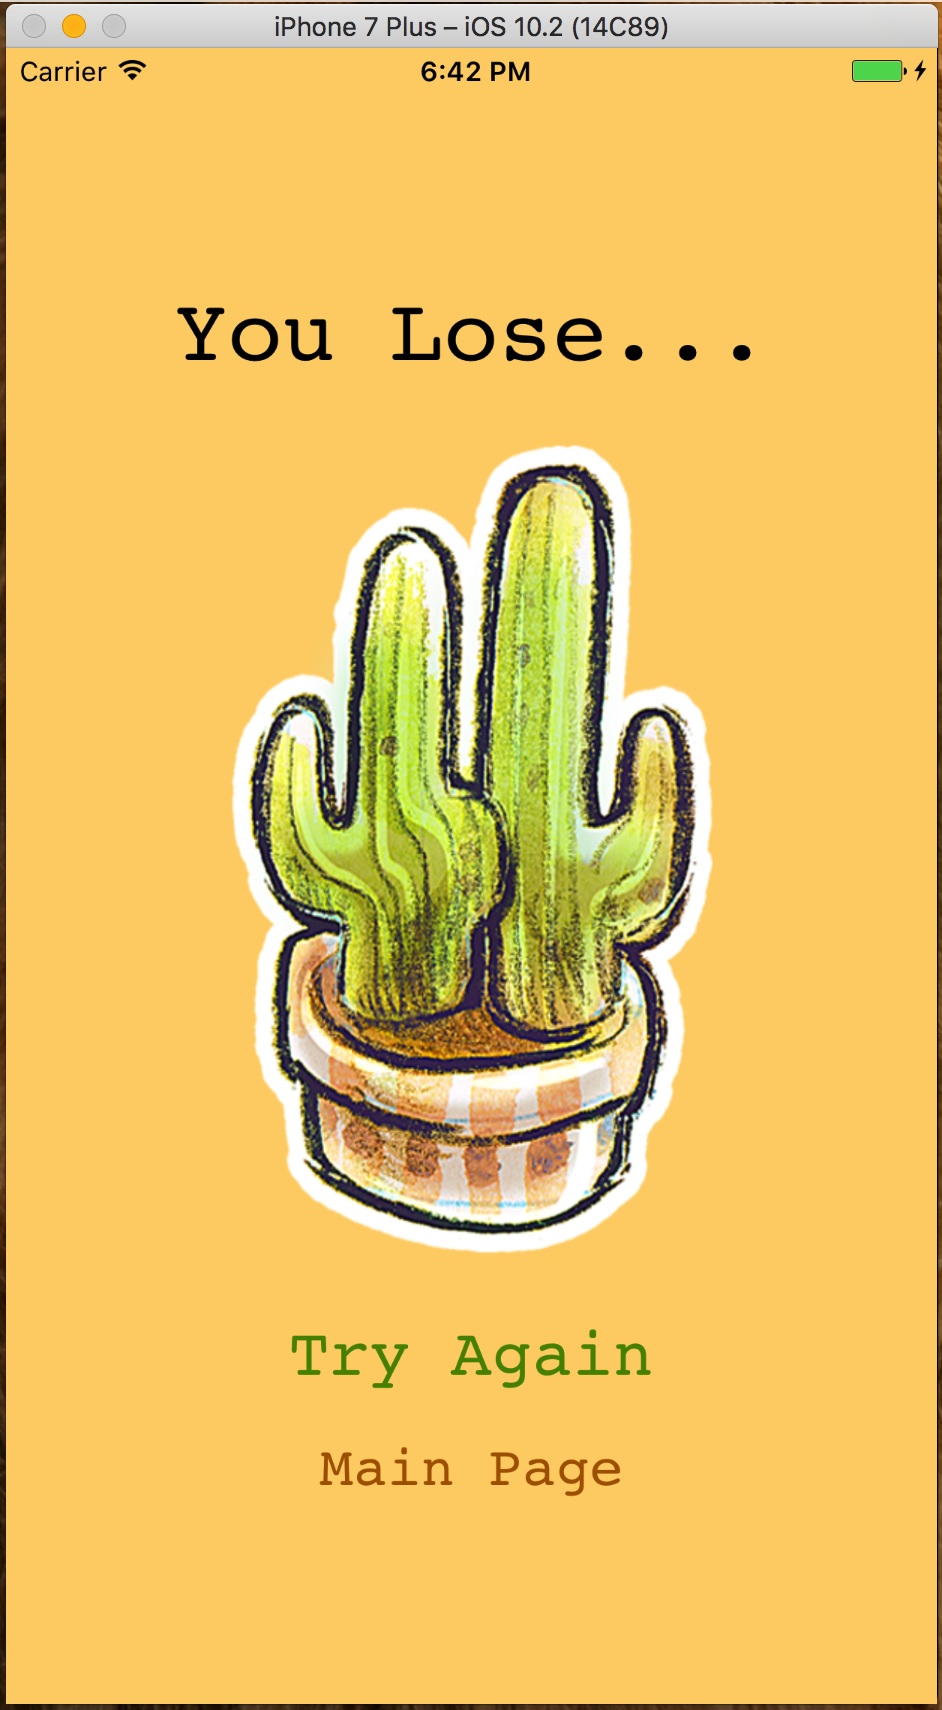 iPhone 7 Plus – iOS 10.2 (14C89)
Carrier 6:42 PM
You Lose...
Try Again
Main Page